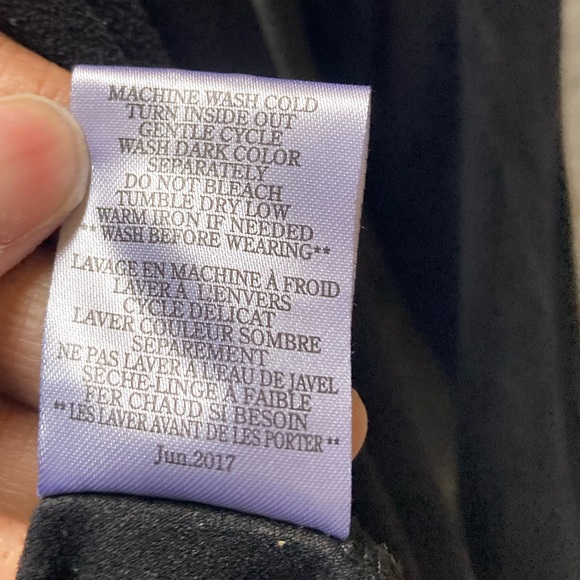 MACHINE WASH COLD
TURN INSIDE OUT
GENTLE CYCLE
WASH DARK COLOR
SEPARATELY
DO NOT BLEACH
TUMBLE DRY LOW
WARM IRON IF NEEDED
**WASH BEFORE WEARING**
LAVAGE EN MACHINE À FROID
LAVER À L'ENVERS
CYCLE DELICAT
LAVER COULEUR SOMBRE
SEPAREMENT
NE PAS LAVER À L'EAU DE JAVEL
SÈCHE-LINGE À FAIBLE
FER CHAUD SI BESOIN
**LES LAVER AVANT DE LES PORTER**
Jun.2017